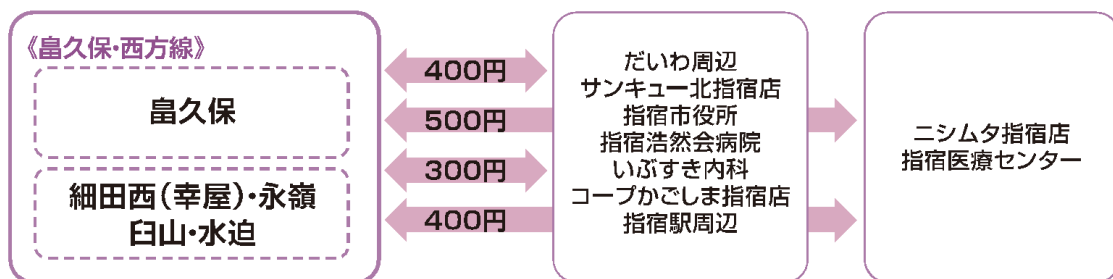 《畠久保・西方線》
畠久保
細田西(幸屋)・永嶺
臼山・水迫
400円
500円
300円
400円
だいわ周辺
サンキュー北指宿店
指宿市役所
指宿浩然会病院
いぶすき内科
コープかごしま指宿店
指宿駅周辺
ニシムタ指宿店
指宿医療センター